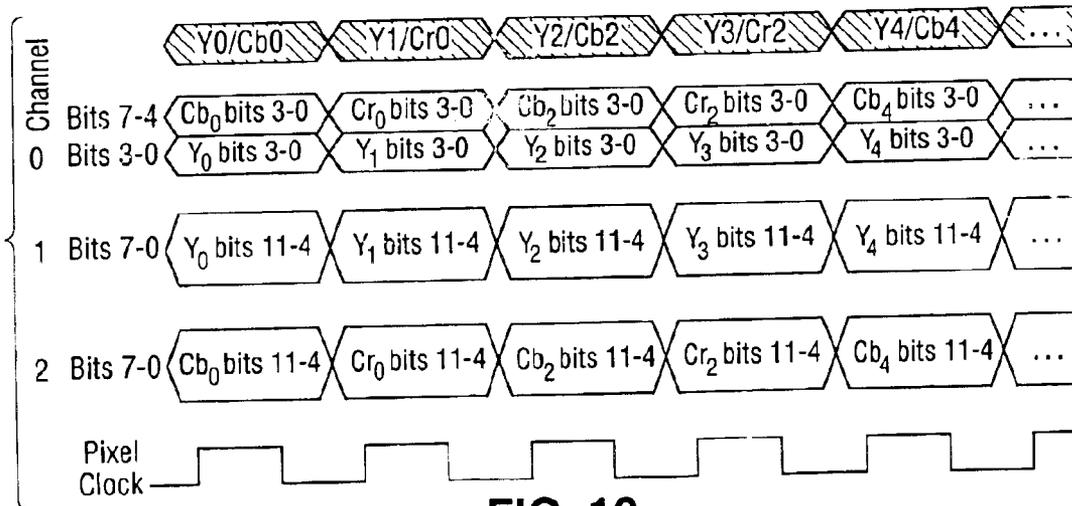 Channel
Y0/Cb0 Y1/Cr0 Y2/Cb2 Y3/Cr2 Y4/Cb4 ...
Bits 7-4 Cb₀ bits 3-0 Cr₀ bits 3-0 Cb₂ bits 3-0 Cr₂ bits 3-0 Cb₄ bits 3-0 ...
0 Bits 3-0 Y₀ bits 3-0 Y₁ bits 3-0 Y₂ bits 3-0 Y₃ bits 3-0 Y₄ bits 3-0 ...
1 Bits 7-0 Y₀ bits 11-4 Y₁ bits 11-4 Y₂ bits 11-4 Y₃ bits 11-4 Y₄ bits 11-4 ...
2 Bits 7-0 Cb₀ bits 11-4 Cr₀ bits 11-4 Cb₂ bits 11-4 Cr₂ bits 11-4 Cb₄ bits 11-4 ...
Pixel
Clock